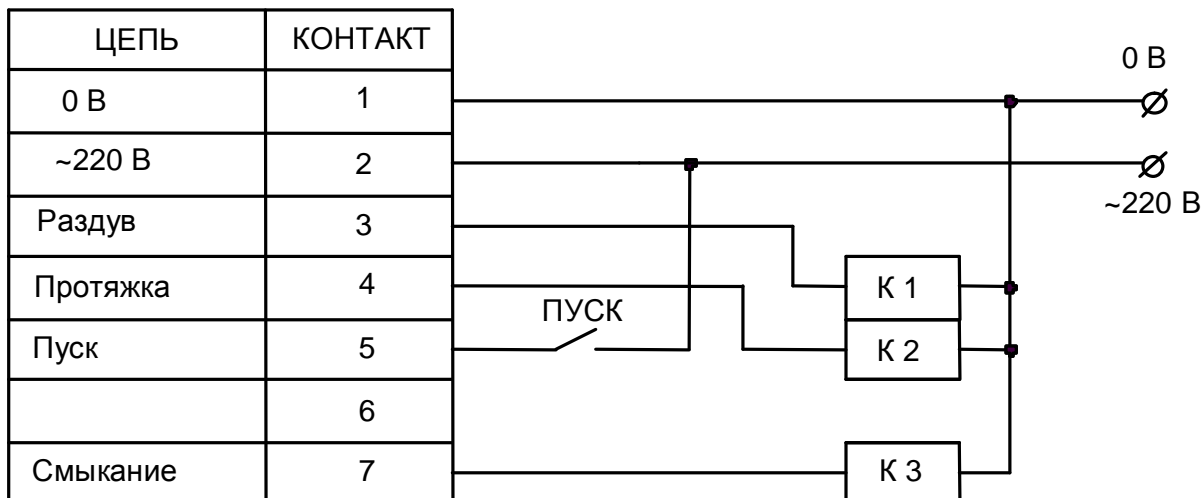 ЦЕПЬ КОНТАКТ
0 В
0 В 1
~220 В 2
~220 В
Раздув 3
Протяжка 4 К 1
ПУСК
Пуск 5 К 2
6
Смыкание 7 К 3